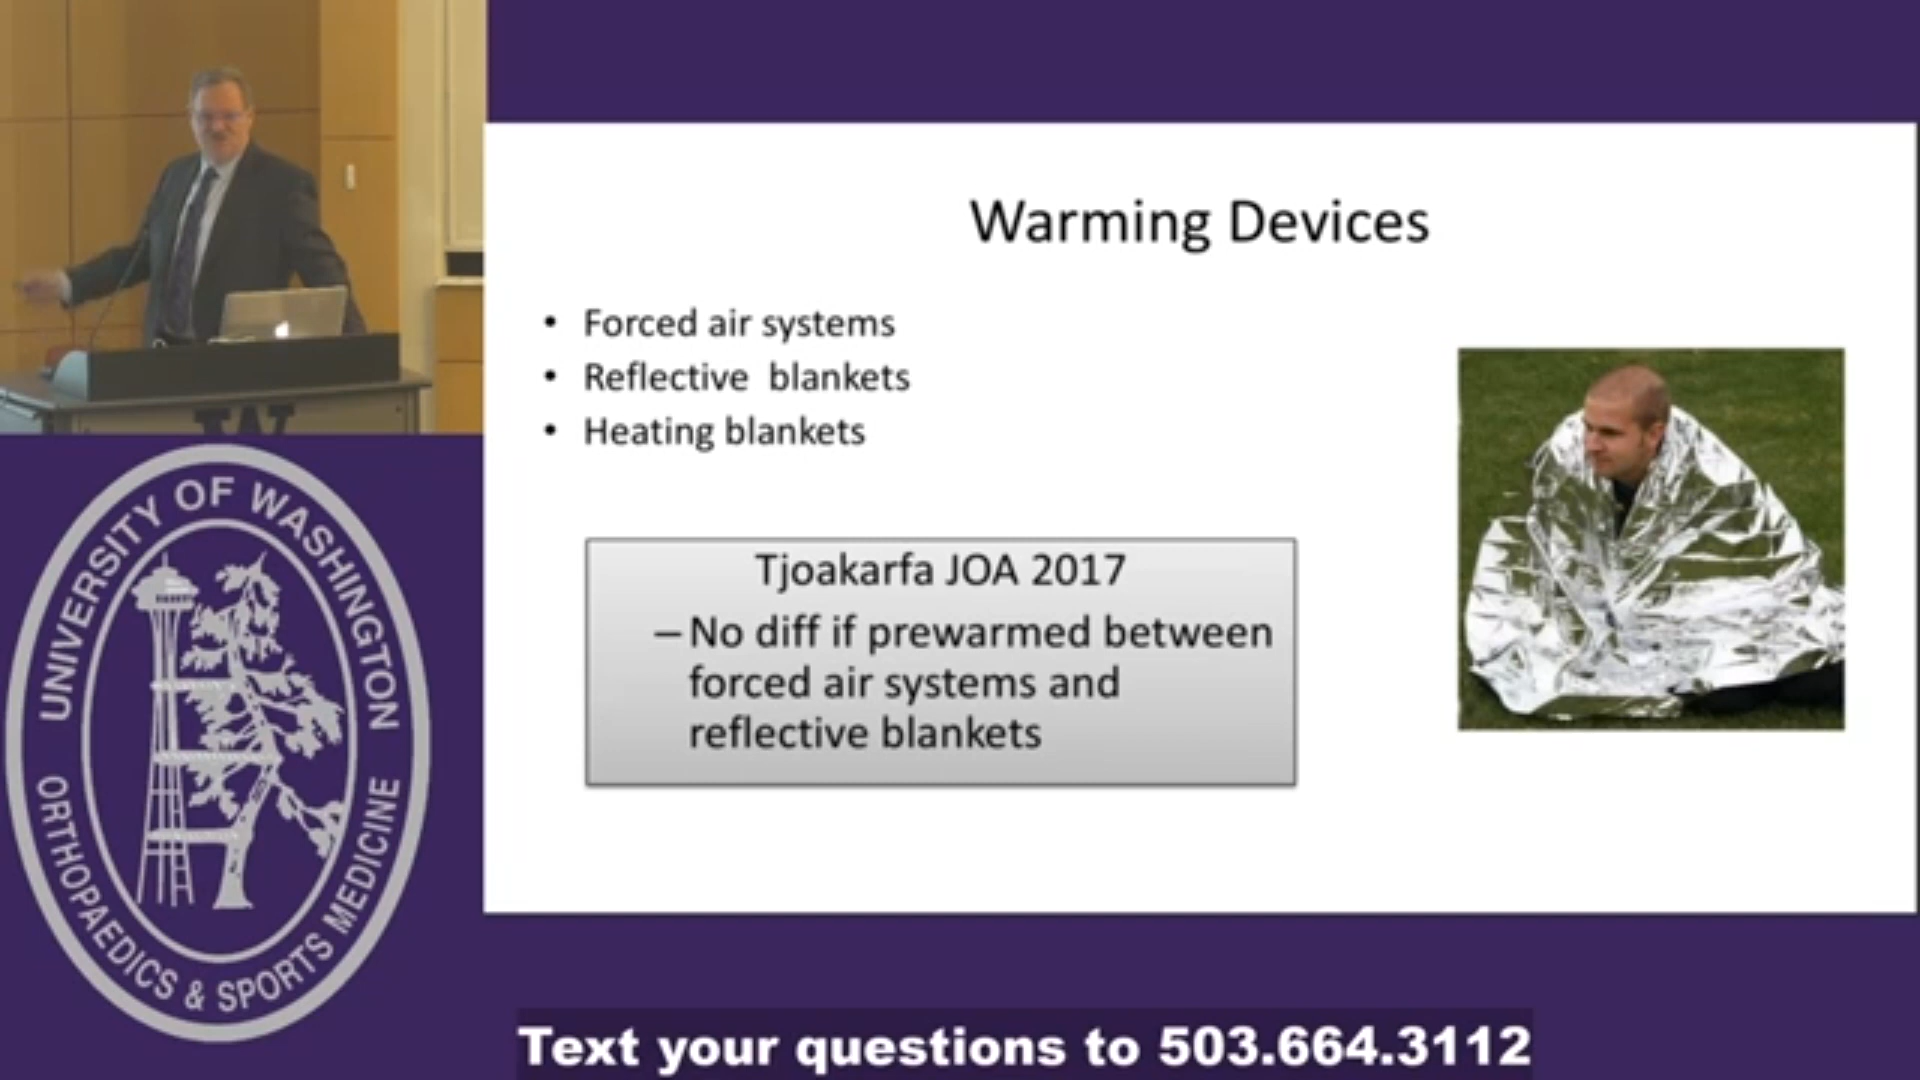 Warming Devices
• Forced air systems
• Reflective blankets
• Heating blankets
Tjoakarfa JOA 2017
– No diff if prewarmed between
forced air systems and
reflective blankets
UNIVERSITY OF WASHINGTON
ORTHOPAEDICS & SPORTS MEDICINE
Text your questions to 503.664.3112